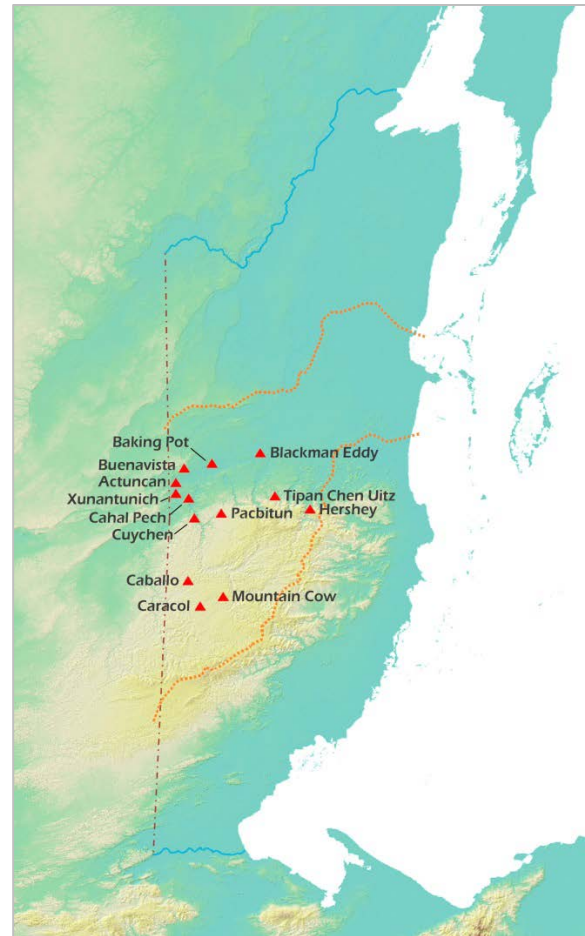 Baking Pot
Blackman Eddy
Buenavista
Actuncan
Xunantunich
Tipan Chen Uitz
Cahal Pech
Pacbitun
Hershey
Cuychen
Caballo
Mountain Cow
Caracol